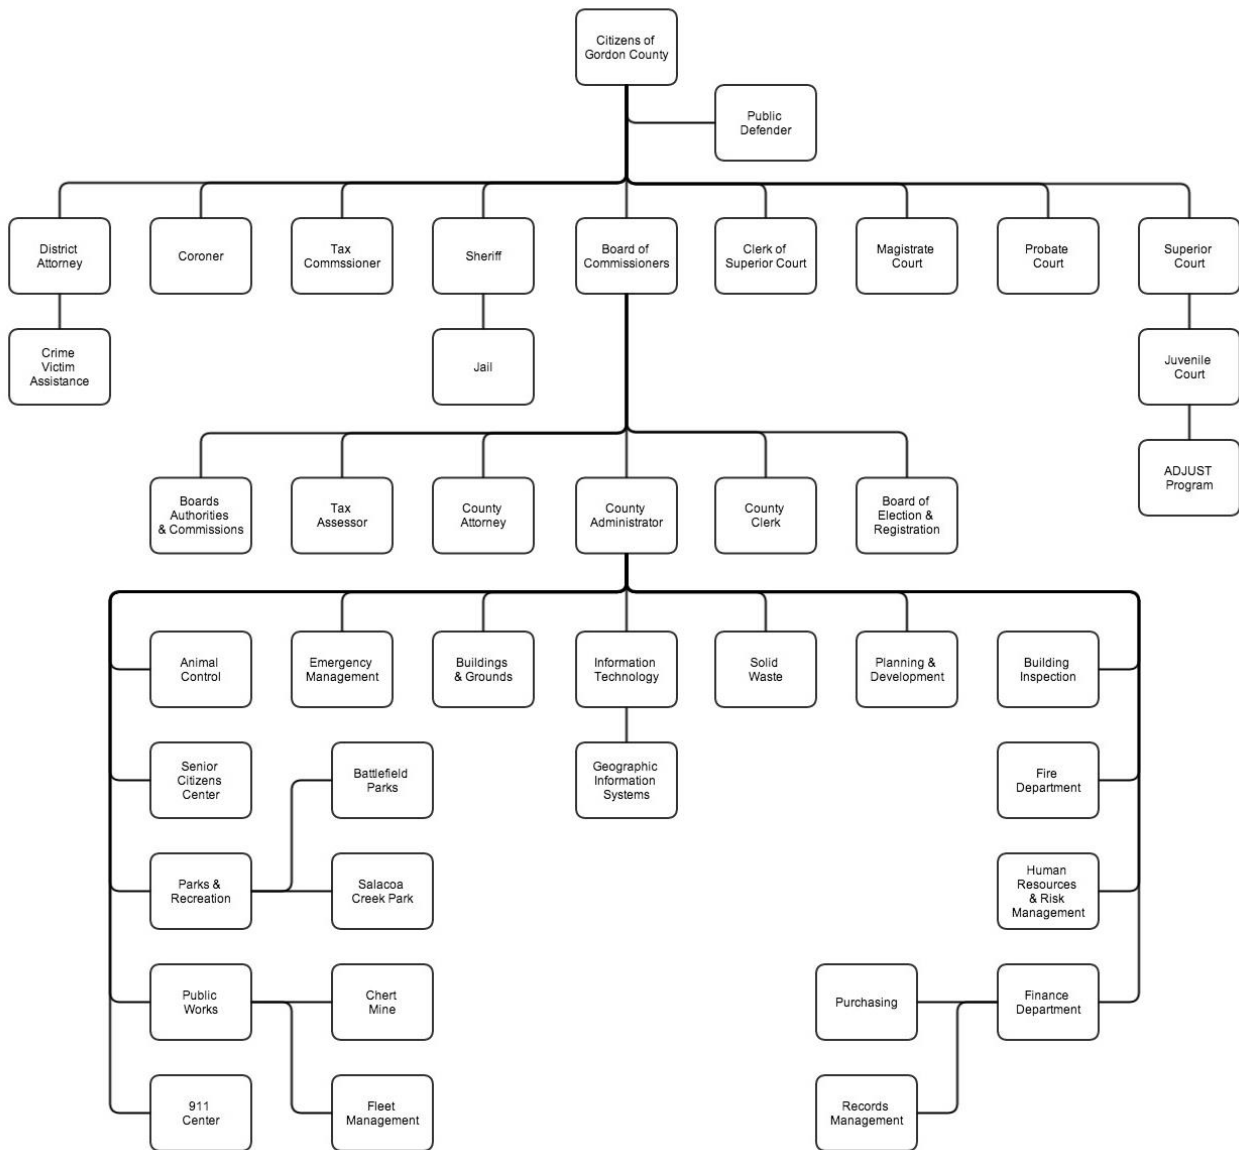 Citizens of
Gordon County
Public
Defender
District
Attorney
Coroner
Tax
Commssioner
Sheriff
Board of
Commissioners
Clerk of
Superior Court
Magistrate
Court
Probate
Court
Superior
Court
Crime
Victim
Assistance
Jail
Juvenile
Court
ADJUST
Program
Boards
Authorities
& Commissions
Tax
Assessor
County
Attorney
County
Administrator
County
Clerk
Board of
Election &
Registration
Animal
Control
Emergency
Management
Buildings
& Grounds
Information
Technology
Solid
Waste
Planning &
Development
Building
Inspection
Senior
Citizens
Center
Battlefield
Parks
Geographic
Information
Systems
Fire
Department
Parks &
Recreation
Salacoa
Creek Park
Human
Resources
& Risk
Management
Public
Works
Chert
Mine
Purchasing
Finance
Department
911
Center
Fleet
Management
Records
Management